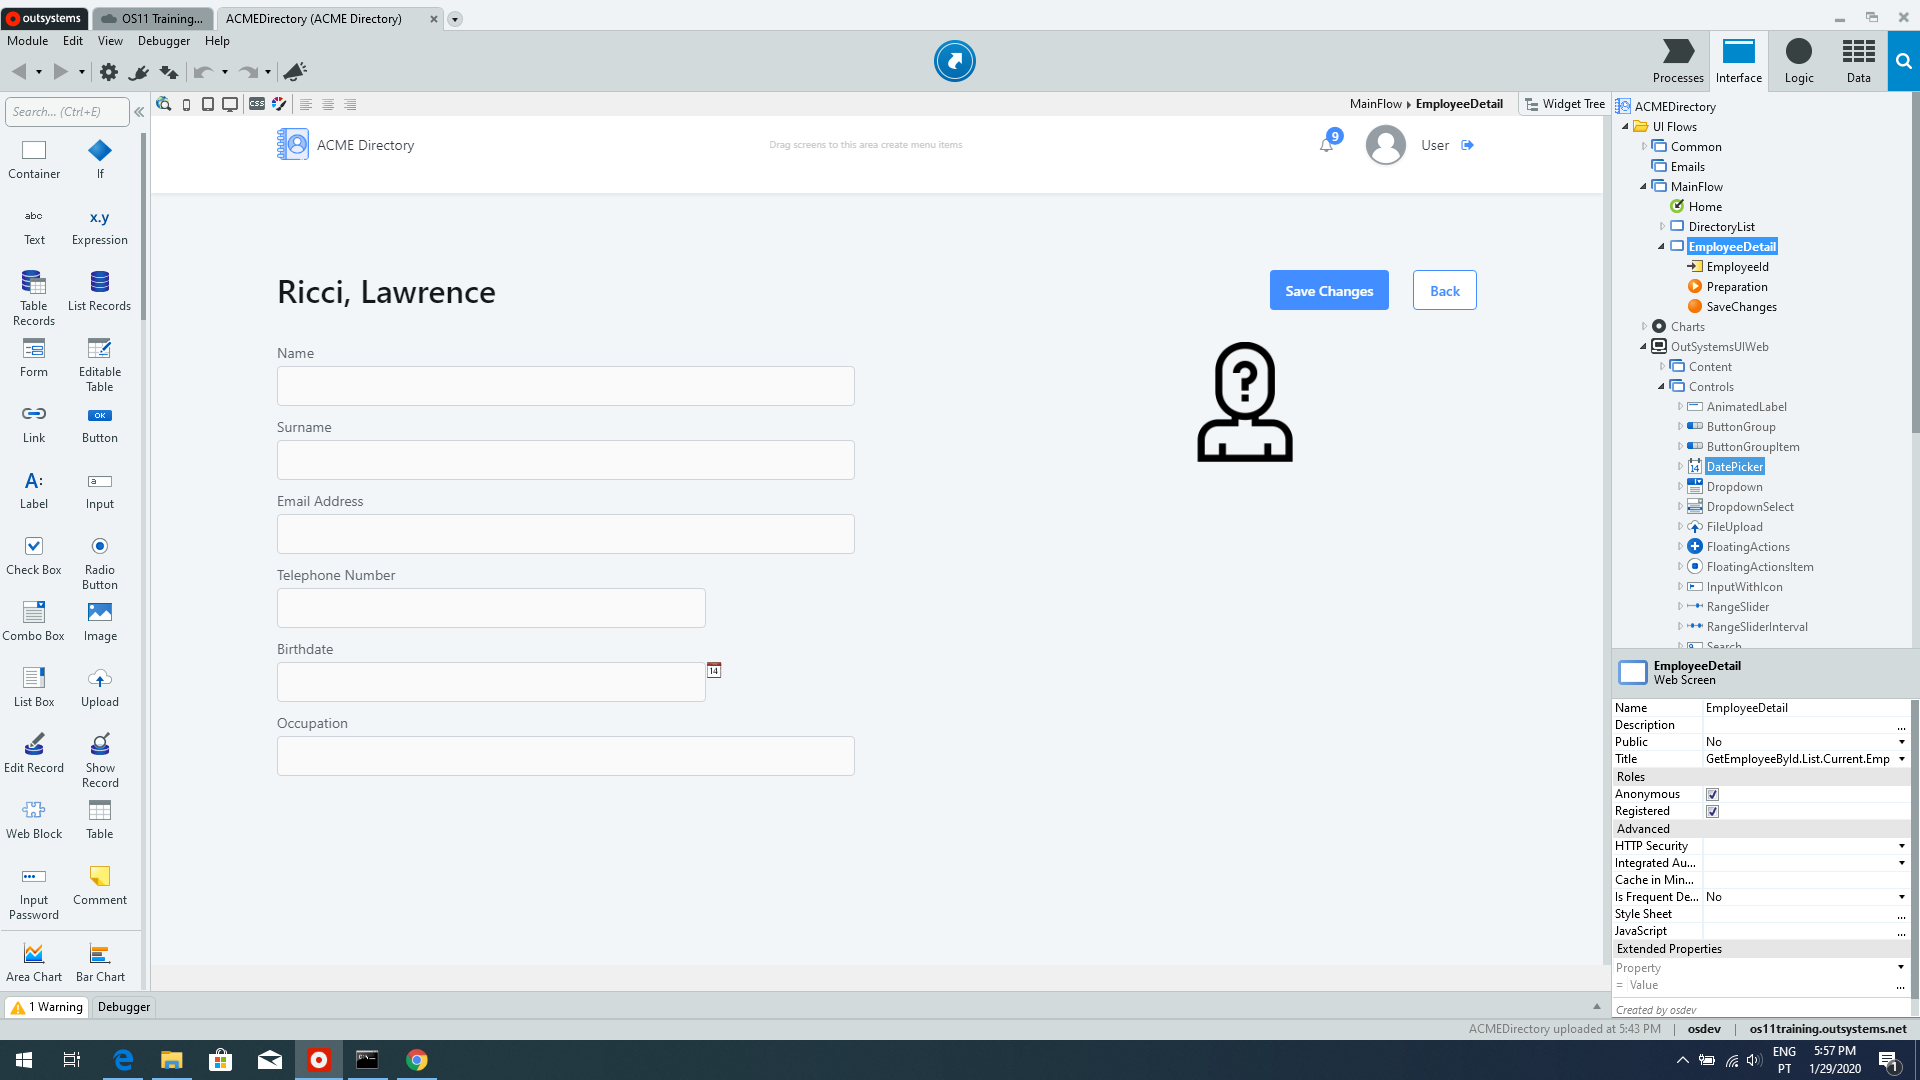 outsystems
OS11 Training...
ACMEDirectory (ACME Directory)
Module Edit View Debugger Help
Processes Interface Logic Data
Search... (Ctrl+E)
CSS
MainFlow EmployeeDetail
Widget Tree
Container If
abc x.y
Text Expression
Table Records List Records
Form Editable Table
OK
Link Button
A: a
Label Input
Check Box Radio Button
Combo Box Image
List Box Upload
Edit Record Show Record
Web Block Table
Input Password Comment
Area Chart Bar Chart
ACME Directory
Drag screens to this area create menu items
9
User
Ricci, Lawrence
Save Changes
Back
Name
?
Surname
Email Address
Telephone Number
Birthdate
14
Occupation
ACMEDirectory
UI Flows
Common
Emails
MainFlow
Home
DirectoryList
EmployeeDetail
EmployeeId
Preparation
SaveChanges
Charts
OutSystemsUIWeb
Content
Controls
AnimatedLabel
ButtonGroup
ButtonGroupItem
14 DatePicker
Dropdown
DropdownSelect
FileUpload
FloatingActions
FloatingActionsItem
InputWithIcon
RangeSlider
RangeSliderInterval
Search
EmployeeDetail
Web Screen
Name EmployeeDetail
Description ...
Public No
Title GetEmployeeById.List.Current.Emp
Roles
Anonymous
Registered
Advanced
HTTP Security
Integrated Au...
Cache in Min...
Is Frequent De... No
Style Sheet ...
JavaScript ...
Extended Properties
Property
= Value ...
Created by osdev
1 Warning
Debugger
ACMEDirectory uploaded at 5:43 PM | osdev | os11training.outsystems.net
ENG
PT
5:57 PM
1/29/2020
1